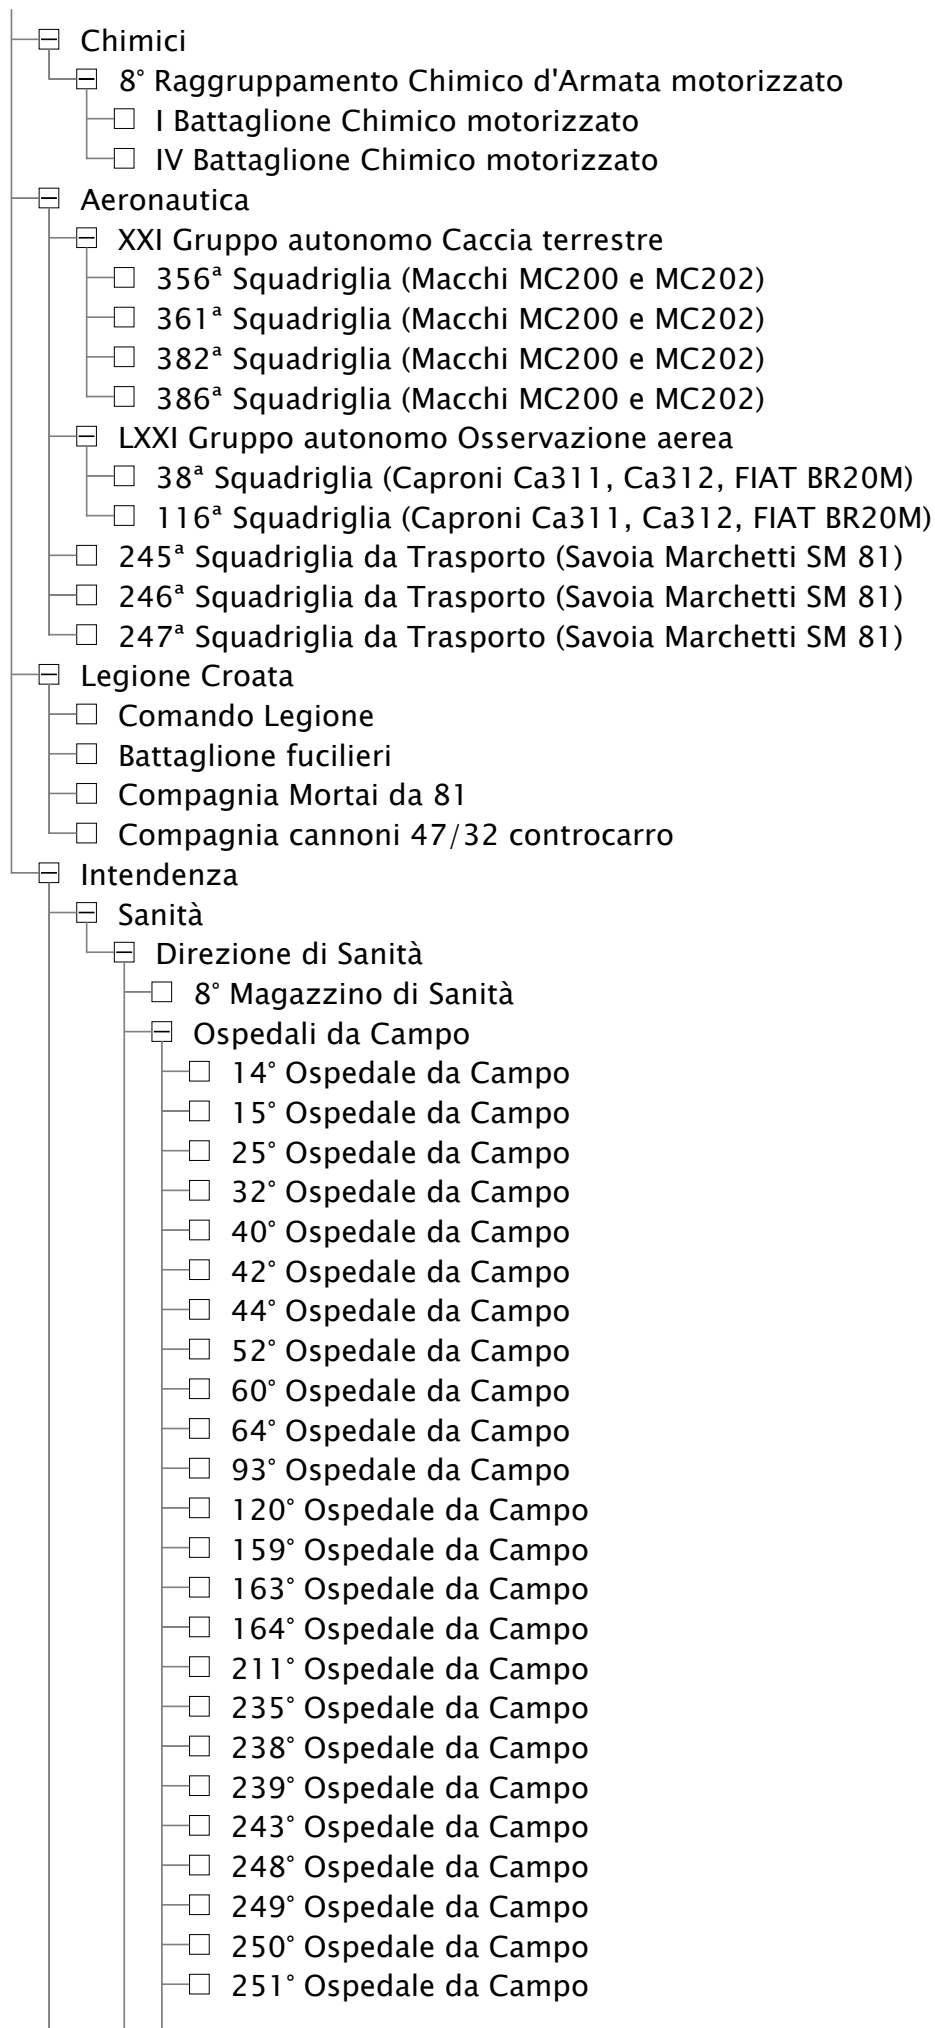 Chimici
8° Raggruppamento Chimico d'Armata motorizzato
I Battaglione Chimico motorizzato
IV Battaglione Chimico motorizzato
Aeronautica
XXI Gruppo autonomo Caccia terrestre
356ª Squadriglia (Macchi MC200 e MC202)
361ª Squadriglia (Macchi MC200 e MC202)
382ª Squadriglia (Macchi MC200 e MC202)
386ª Squadriglia (Macchi MC200 e MC202)
LXXI Gruppo autonomo Osservazione aerea
38ª Squadriglia (Caproni Ca311, Ca312, FIAT BR20M)
116ª Squadriglia (Caproni Ca311, Ca312, FIAT BR20M)
245ª Squadriglia da Trasporto (Savoia Marchetti SM 81)
246ª Squadriglia da Trasporto (Savoia Marchetti SM 81)
247ª Squadriglia da Trasporto (Savoia Marchetti SM 81)
Legione Croata
Comando Legione
Battaglione fucilieri
Compagnia Mortai da 81
Compagnia cannoni 47/32 controcarro
Intendenza
Sanità
Direzione di Sanità
8° Magazzino di Sanità
Ospedali da Campo
14° Ospedale da Campo
15° Ospedale da Campo
25° Ospedale da Campo
32° Ospedale da Campo
40° Ospedale da Campo
42° Ospedale da Campo
44° Ospedale da Campo
52° Ospedale da Campo
60° Ospedale da Campo
64° Ospedale da Campo
93° Ospedale da Campo
120° Ospedale da Campo
159° Ospedale da Campo
163° Ospedale da Campo
164° Ospedale da Campo
211° Ospedale da Campo
235° Ospedale da Campo
238° Ospedale da Campo
239° Ospedale da Campo
243° Ospedale da Campo
248° Ospedale da Campo
249° Ospedale da Campo
250° Ospedale da Campo
251° Ospedale da Campo